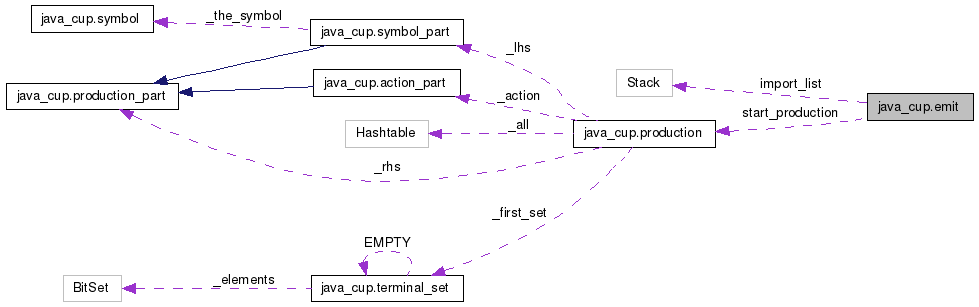 java_cup.symbol
_the_symbol
java_cup.symbol_part
_lhs
java_cup.production_part
java_cup.action_part
_action
Stack
import_list
java_cup.emit
start_production
Hashtable
_all
java_cup.production
_rhs
_first_set
EMPTY
BitSet
_elements
java_cup.terminal_set